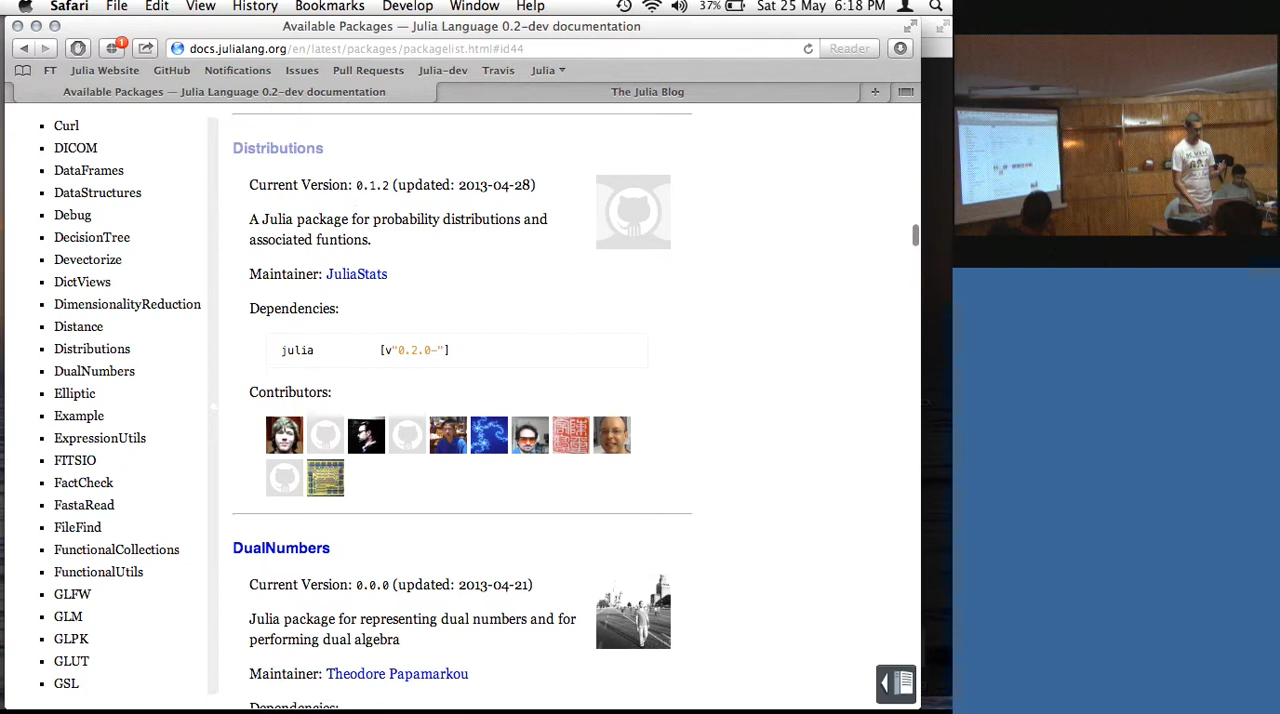 Safari File Edit View History Bookmarks Develop Window Help 37% Sat 25 May 6:18 PM
Available Packages — Julia Language 0.2-dev documentation
1
docs.julialang.org/en/latest/packages/packagelist.html#id44
Reader
FT Julia Website GitHub Notifications Issues Pull Requests Julia-dev Travis Julia
Available Packages — Julia Language 0.2-dev documentation
The Julia Blog
Curl
DICOM
DataFrames
DataStructures
Debug
DecisionTree
Devectorize
DictViews
DimensionalityReduction
Distance
Distributions
DualNumbers
Elliptic
Example
ExpressionUtils
FITSIO
FactCheck
FastaRead
FileFind
FunctionalCollections
FunctionalUtils
GLFW
GLM
GLPK
GLUT
GSL
Distributions
Current Version: 0.1.2 (updated: 2013-04-28)
A Julia package for probability distributions and
associated funtions.
Maintainer: JuliaStats
Dependencies:
julia [v"0.2.0-"]
Contributors:
DualNumbers
Current Version: 0.0.0 (updated: 2013-04-21)
Julia package for representing dual numbers and for
performing dual algebra
Maintainer: Theodore Papamarkou
Dependencies: